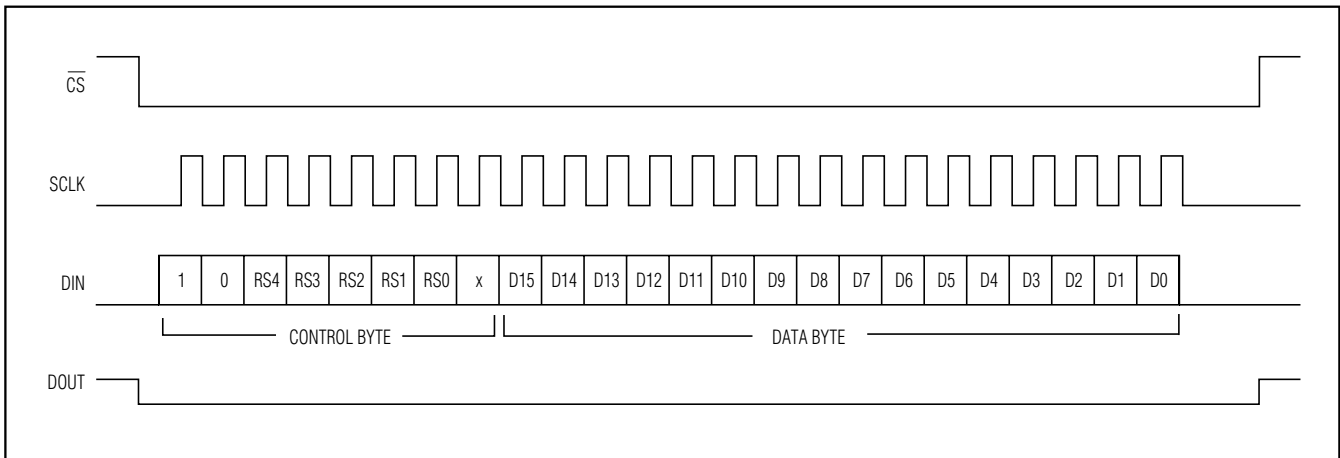 C̅S̅
SCLK
DIN 1 0 RS4 RS3 RS2 RS1 RS0 x D15 D14 D13 D12 D11 D10 D9 D8 D7 D6 D5 D4 D3 D2 D1 D0
CONTROL BYTE DATA BYTE
DOUT